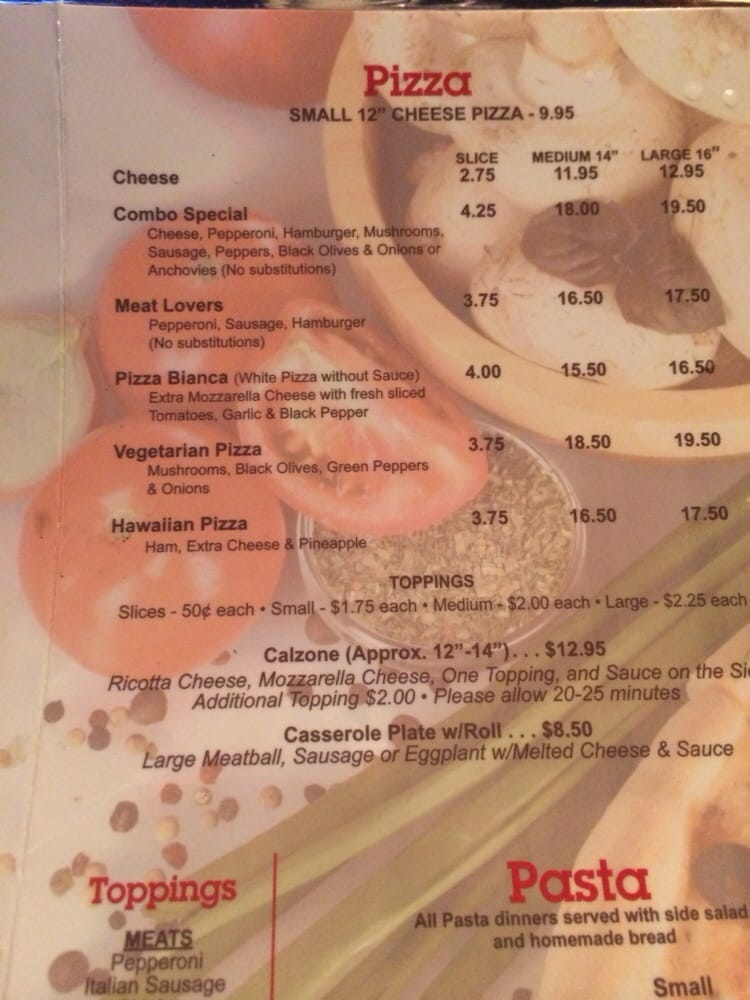 Pizza
SMALL 12" CHEESE PIZZA - 9.95
SLICE MEDIUM 14" LARGE 16"
Cheese 2.75 11.95 12.95
Combo Special 4.25 18.00 19.50
Cheese, Pepperoni, Hamburger, Mushrooms,
Sausage, Peppers, Black Olives & Onions or
Anchovies (No substitutions)
Meat Lovers 3.75 16.50 17.50
Pepperoni, Sausage, Hamburger
(No substitutions)
Pizza Bianca (White Pizza without Sauce) 4.00 15.50 16.50
Extra Mozzarella Cheese with fresh sliced
Tomatoes, Garlic & Black Pepper
Vegetarian Pizza 3.75 18.50 19.50
Mushrooms, Black Olives, Green Peppers
& Onions
Hawaiian Pizza 3.75 16.50 17.50
Ham, Extra Cheese & Pineapple
TOPPINGS
Slices - 50¢ each • Small - $1.75 each • Medium - $2.00 each • Large - $2.25 each
Calzone (Approx. 12"-14") . . . $12.95
Ricotta Cheese, Mozzarella Cheese, One Topping, and Sauce on the
Additional Topping $2.00 • Please allow 20-25 minutes
Casserole Plate w/Roll . . . $8.50
Large Meatball, Sausage or Eggplant w/Melted Cheese & Sauce
Toppings
MEATS
Pepperoni
Italian Sausage
Pasta
All Pasta dinners served with side salad
and homemade bread
Small